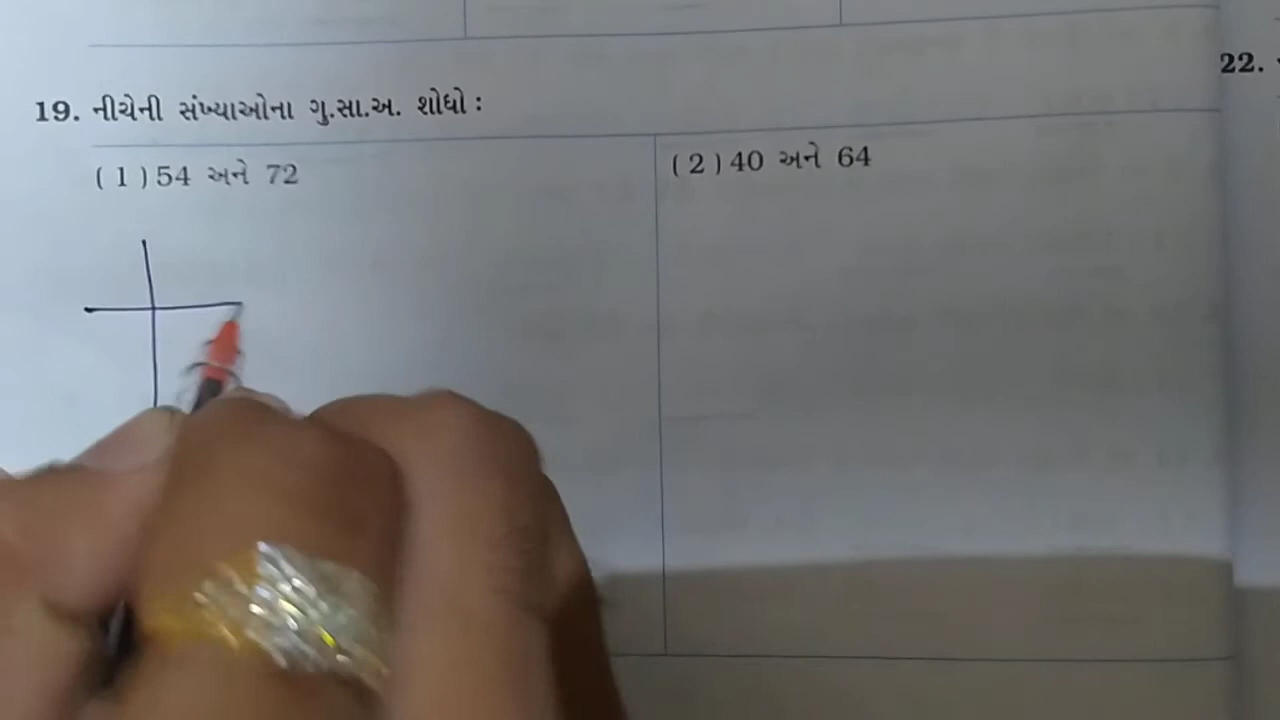 19. નીચેની સંખ્યાઓના ગુ.સા.અ. શોધો :
22.
( 1 ) 54 અને 72
( 2 ) 40 અને 64